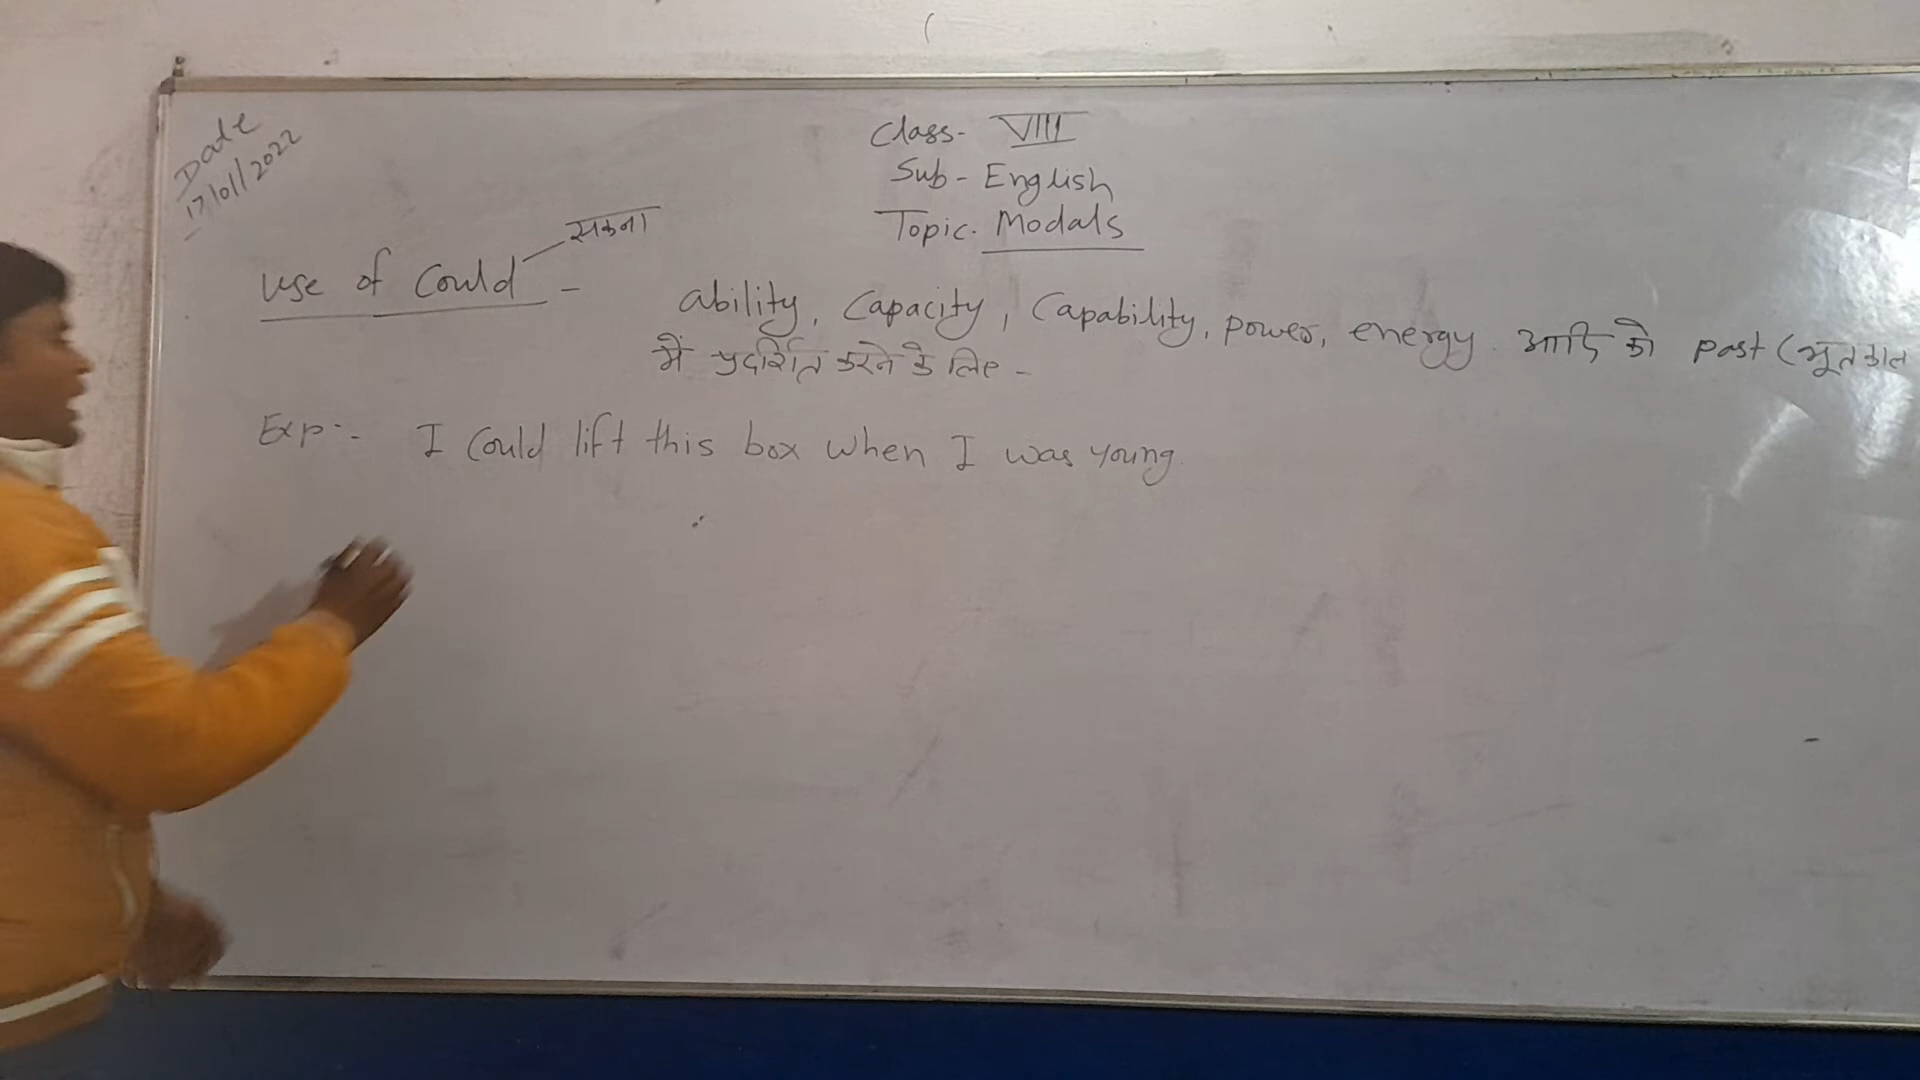 Date
17/01/2022
Class- VIII
Sub- English
Topic. Modals
सकना
use of Could -
ability, Capacity, Capability, power, energy. आदि को past (भूतकाल
में प्रदर्शित करने के लिए -
Exp:- I Could lift this box when I was young.